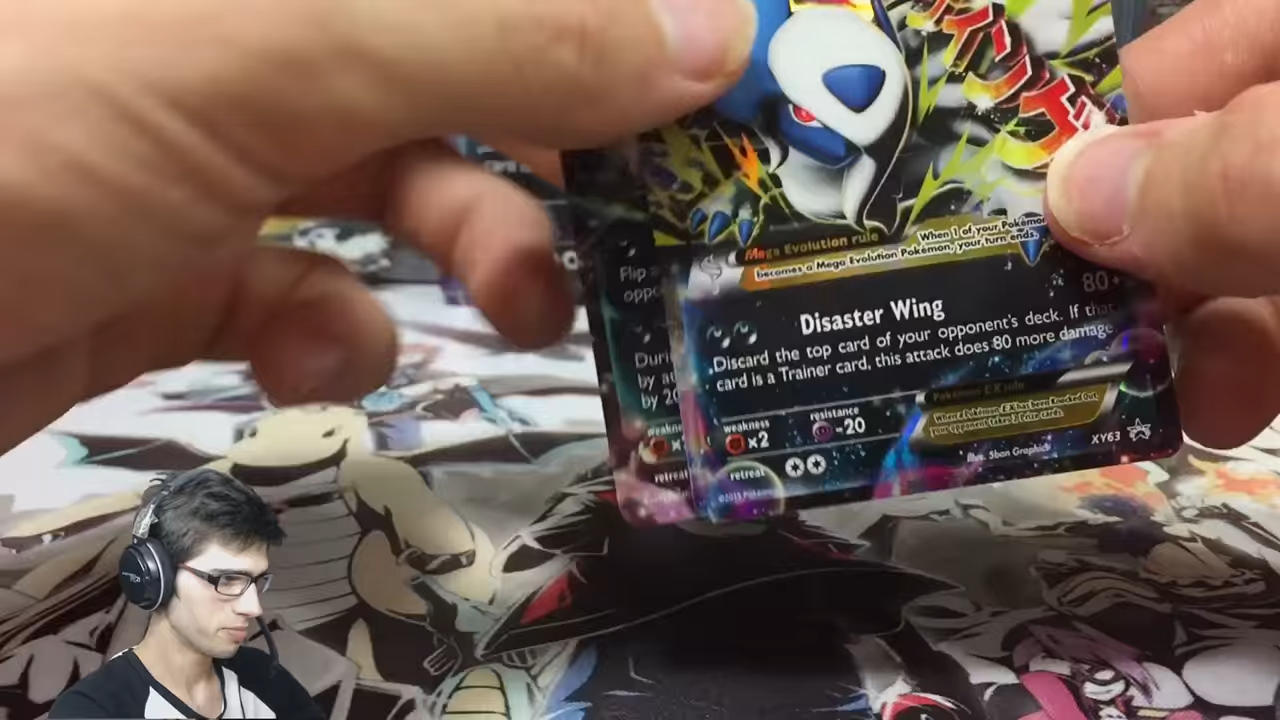 Mega Evolution rule
When 1 of your Pokémon
becomes a Mega Evolution Pokémon, your turn ends.
Disaster Wing
80+
Discard the top card of your opponent's deck. If that
card is a Trainer card, this attack does 80 more damage.
weakness
×2
resistance
-20
Pokémon-EX rule
When a Pokémon-EX has been Knocked Out,
your opponent takes 2 Prize cards.
retreat
Illus. 5ban Graphics
XY63
©2015 Pokémon
Flip
oppo
Duri
by at
by 20
weakne
retreat